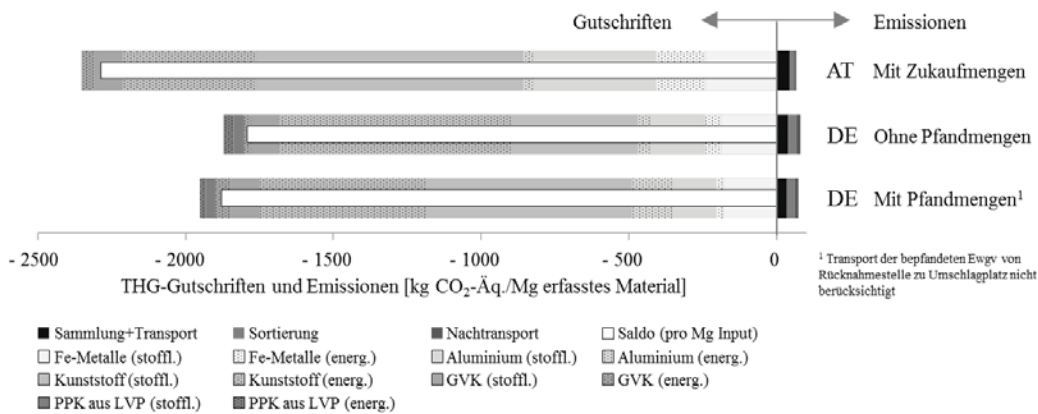 Gutschriften Emissionen
AT Mit Zukaufmengen
DE Ohne Pfandmengen
DE Mit Pfandmengen¹
- 2500 - 2000 - 1500 - 1000 - 500 0
THG-Gutschriften und Emissionen [kg CO₂-Äq./Mg erfasstes Material]
¹ Transport der bepfandeten Ewgv von
Rücknahmestelle zu Umschlagplatz nicht
berücksichtigt
Sammlung+Transport Sortierung Nachtransport Saldo (pro Mg Input)
Fe-Metalle (stoffl.) Fe-Metalle (energ.) Aluminium (stoffl.) Aluminium (energ.)
Kunststoff (stoffl.) Kunststoff (energ.) GVK (stoffl.) GVK (energ.)
PPK aus LVP (stoffl.) PPK aus LVP (energ.)